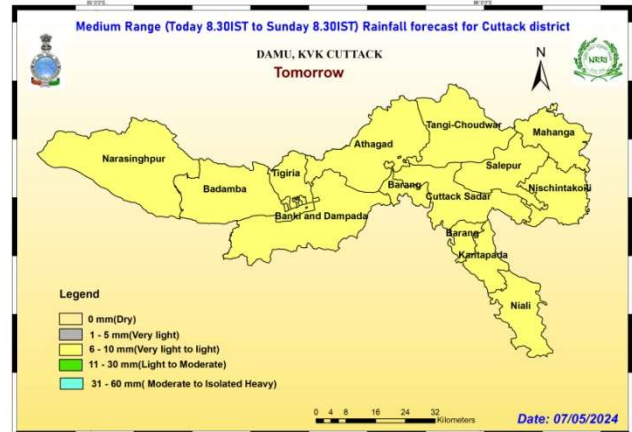 Medium Range (Today 8.30IST to Sunday 8.30IST) Rainfall forecast for Cuttack district
DAMU, KVK CUTTACK
Tomorrow
N
NRRI
Tangi-Choudwar
Mahanga
Athagad
Narasinghpur
Salepur
Tigiria
Badamba
Barang
Nischintakoili
Cuttack Sadar
Banki and Dampada
Barang
Kantapada
Niali
Legend
0 mm(Dry)
1 - 5 mm(Very light)
6 - 10 mm(Very light to light)
11 - 30 mm(Light to Moderate)
31 - 60 mm( Moderate to Isolated Heavy)
0 4 8 16 24 32
Kilometers
Date: 07/05/2024